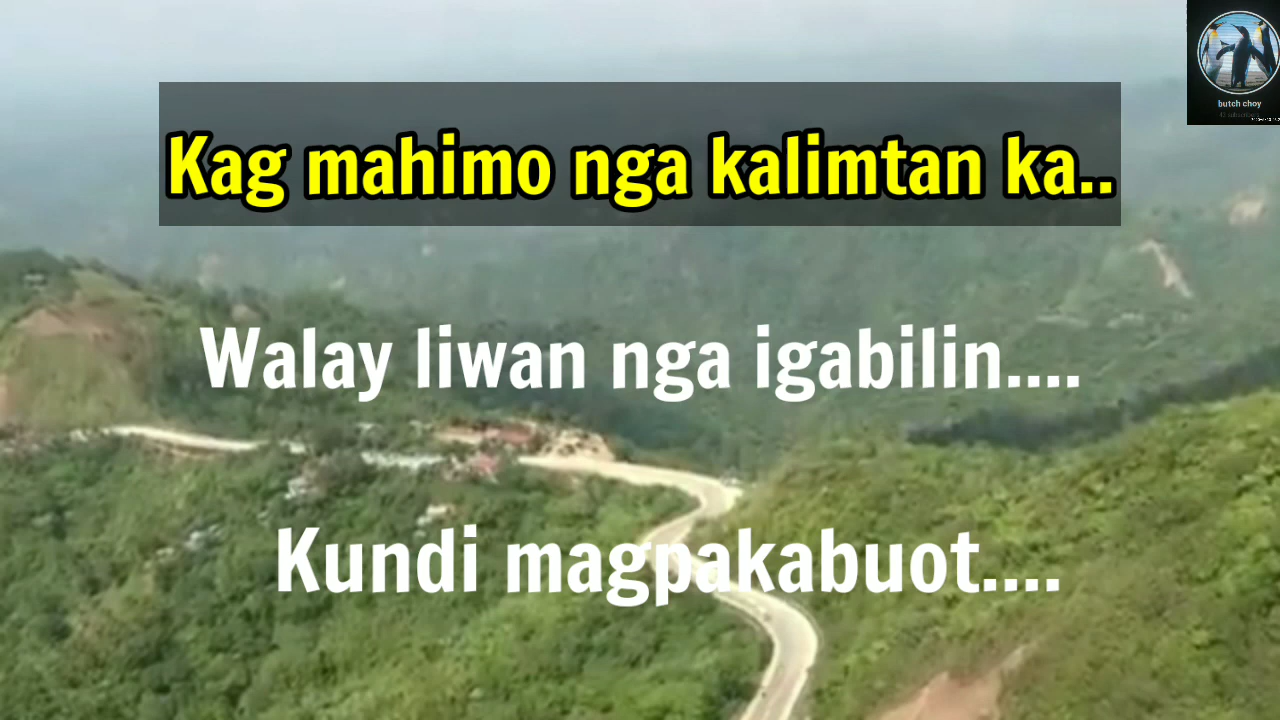 butch choy
Kag mahimo nga kalimtan ka..
Walay liwan nga igabilin....
Kundi magpakabuot....